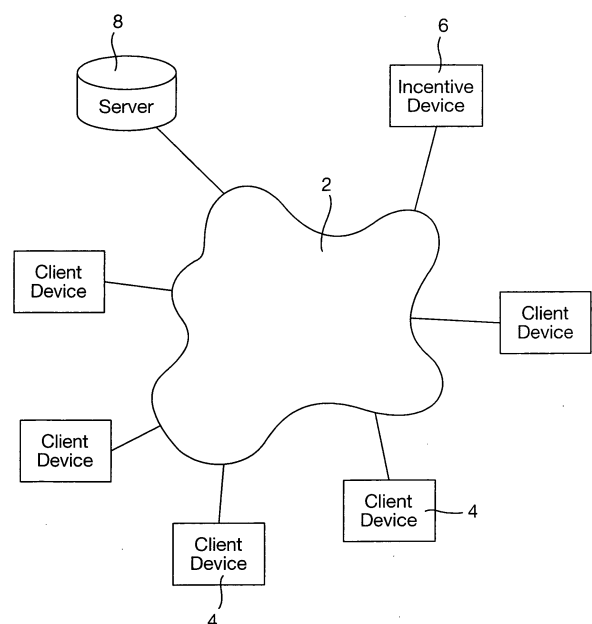 8
Server
6
Incentive
Device
2
Client
Device
Client
Device
Client
Device
Client
Device
4
Client
Device
4